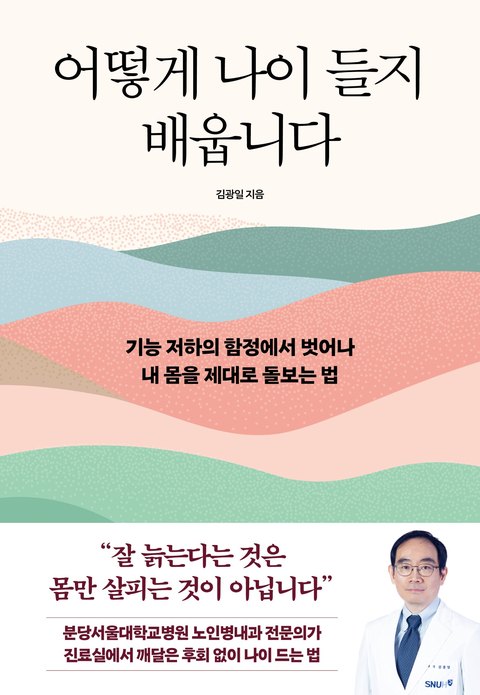 어떻게 나이 들지
배웁니다
김광일 지음
기능 저하의 함정에서 벗어나
내 몸을 제대로 돌보는 법
“잘 늙는다는 것은
몸만 살피는 것이 아닙니다”
분당서울대학교병원 노인병내과 전문의가
진료실에서 깨달은 후회 없이 나이 드는 법
SNUH